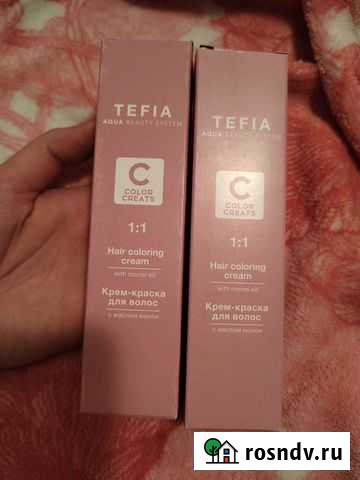 TEFIA
AQUA BEAUTY SYSTEM
C
COLOR
CREATS
1:1
Hair coloring
cream
with monoi oil
Крем-краска
для волос
с маслом монои
TEFIA
AQUA BEAUTY SYSTEM
C
COLOR
CREATS
1:1
Hair coloring
cream
with monoi oil
Крем-краска
для волос
с маслом монои
rosndv.ru